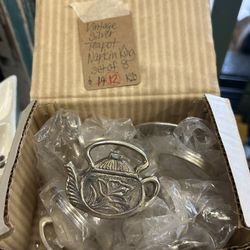 Vintage
Silver
Teapot
Napkin
set of 8
$ 14 12